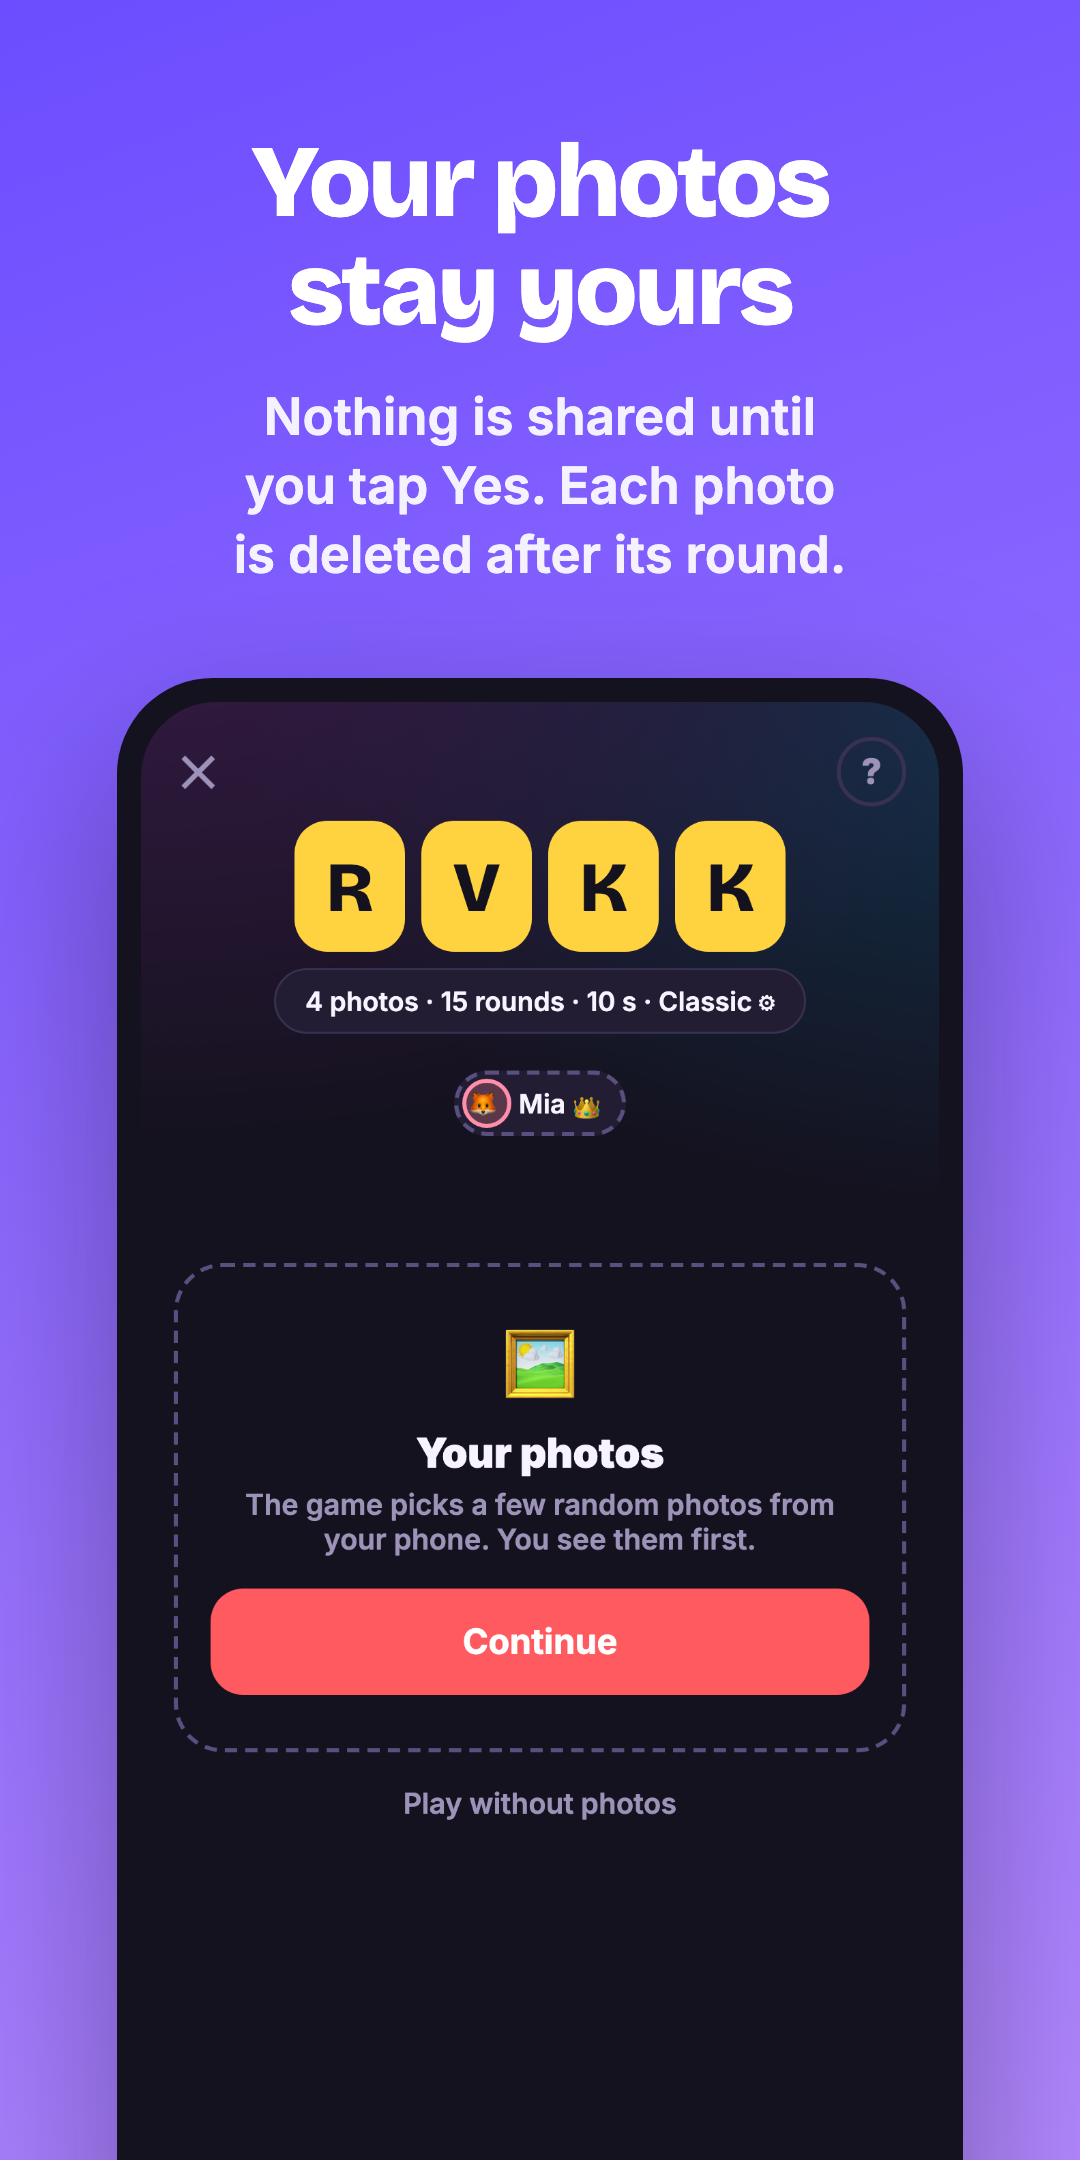 Your photos
stay yours
Nothing is shared until
you tap Yes. Each photo
is deleted after its round.
?
R V K K
4 photos · 15 rounds · 10 s · Classic ⚙
Mia 👑
Your photos
The game picks a few random photos from
your phone. You see them first.
Continue
Play without photos